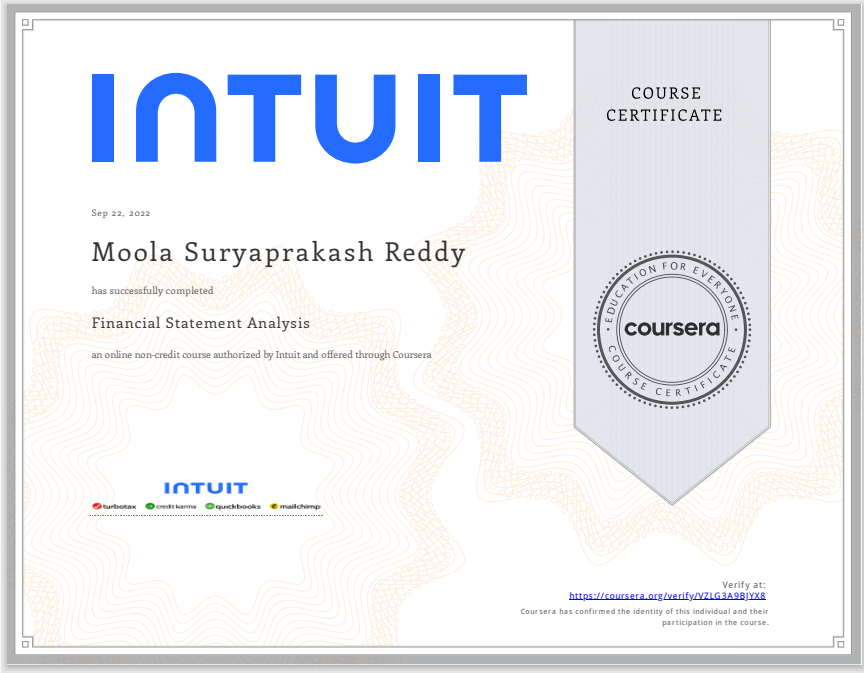 INTUIT
COURSE
CERTIFICATE
Sep 22, 2022
Moola Suryaprakash Reddy
has successfully completed
Financial Statement Analysis
an online non-credit course authorized by Intuit and offered through Coursera
EDUCATION FOR EVERYONE
coursera
COURSE CERTIFICATE
INTUIT
turbotax credit karma quickbooks mailchimp
Verify at:
https://coursera.org/verify/VZLG3A9BJYX8
Coursera has confirmed the identity of this individual and their
participation in the course.